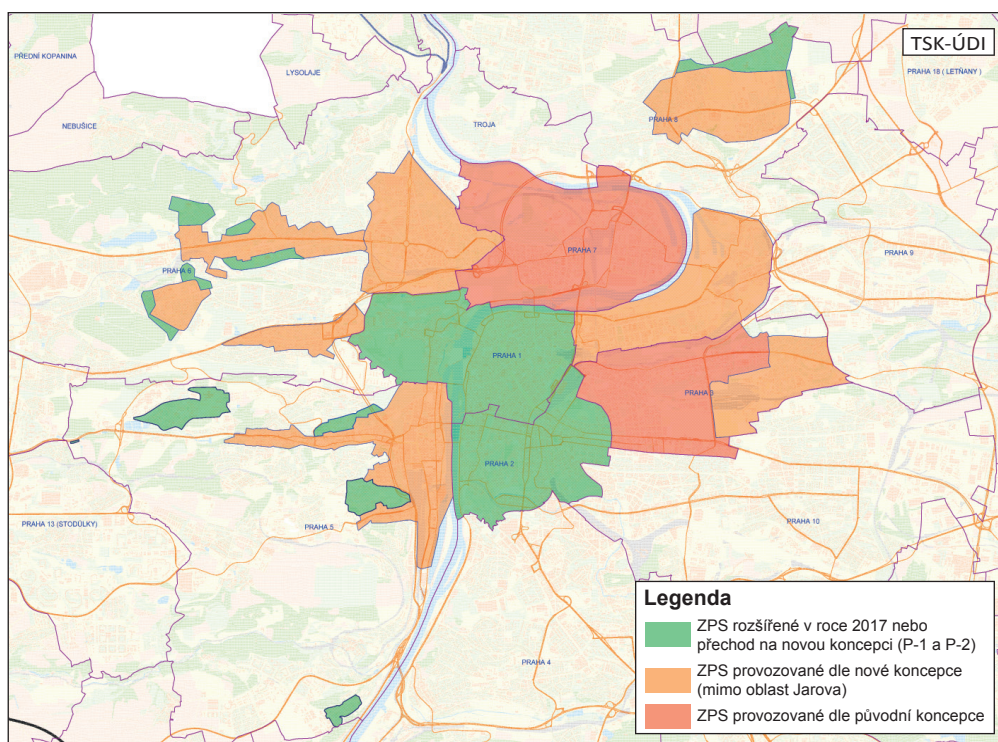 TSK-ÚDI
PŘEDNÍ KOPANINA
LYSOLAJE
PRAHA 18 ( LETŇANY )
NEBUŠICE
TROJA
PRAHA 8
PRAHA 7
PRAHA 9
PRAHA 6
PRAHA 1
PRAHA 3
PRAHA 2
PRAHA 13 (STODŮLKY)
PRAHA 5
PRAHA 10
PRAHA 4
Legenda
ZPS rozšířené v roce 2017 nebo
přechod na novou koncepci (P-1 a P-2)
ZPS provozované dle nové koncepce
(mimo oblast Jarova)
ZPS provozované dle původní koncepce